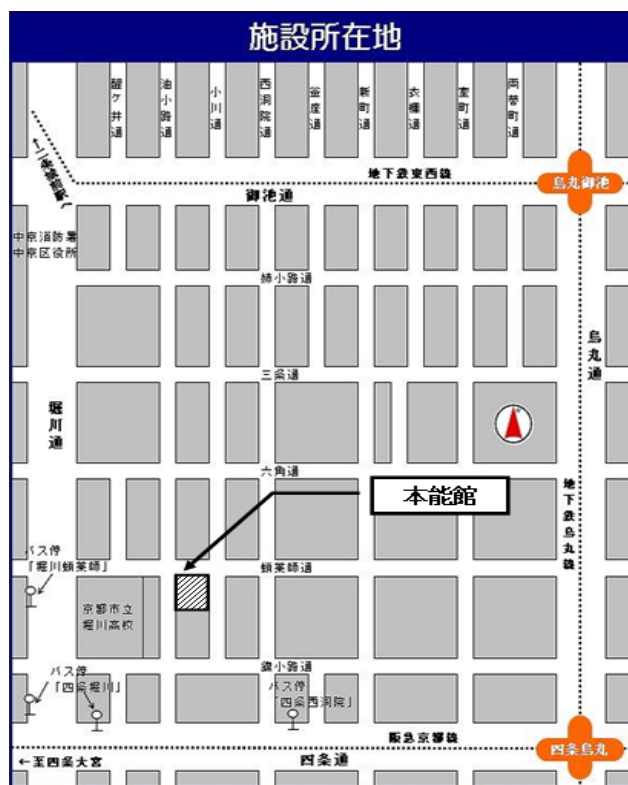 施設所在地
醒ケ井通
油小路通
小川通
西洞院通
釜座通
新町通
衣棚通
室町通
両替町通
←二条城前駅へ
地下鉄東西線
烏丸御池
御池通
中京消防署
中京区役所
姉小路通
烏丸通
三条通
堀川通
六角通
本能館
地下鉄烏丸線
バス停
「堀川蛸薬師」
蛸薬師通
京都市立
堀川高校
錦小路通
バス停
「四条堀川」
バス停
「四条西洞院」
阪急京都線
四条烏丸
←至四条大宮
四条通